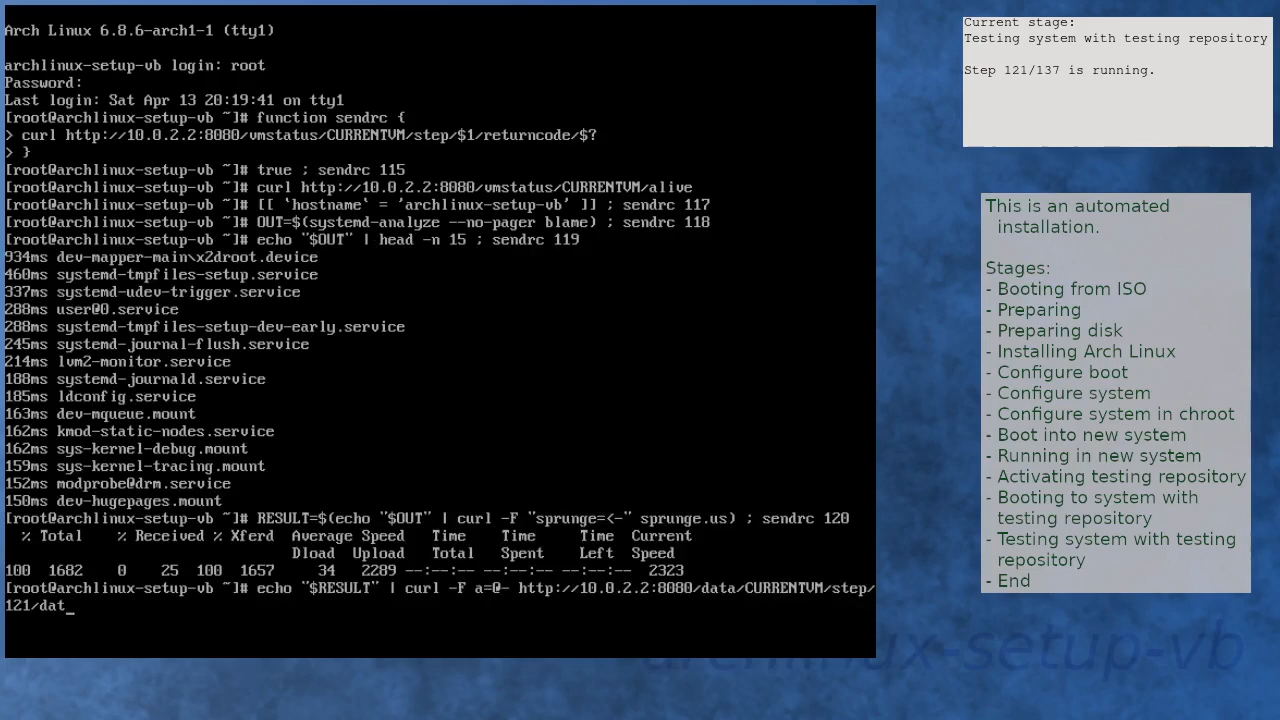 Arch Linux 6.8.6-arch1-1 (tty1)
archlinux-setup-vb login: root
Password:
Last login: Sat Apr 13 20:19:41 on tty1
[root@archlinux-setup-vb ~]# function sendrc {
> curl http://10.0.2.2:8080/vmstatus/CURRENTVM/step/$1/returncode/$?
> }
[root@archlinux-setup-vb ~]# true ; sendrc 115
[root@archlinux-setup-vb ~]# curl http://10.0.2.2:8080/vmstatus/CURRENTVM/alive
[root@archlinux-setup-vb ~]# [[ `hostname` = 'archlinux-setup-vb' ]] ; sendrc 117
[root@archlinux-setup-vb ~]# OUT=$(systemd-analyze --no-pager blame) ; sendrc 118
[root@archlinux-setup-vb ~]# echo "$OUT" | head -n 15 ; sendrc 119
934ms dev-mapper-main\x2droot.device
460ms systemd-tmpfiles-setup.service
337ms systemd-udev-trigger.service
288ms user@0.service
288ms systemd-tmpfiles-setup-dev-early.service
245ms systemd-journal-flush.service
214ms lvm2-monitor.service
188ms systemd-journald.service
185ms ldconfig.service
163ms dev-mqueue.mount
162ms kmod-static-nodes.service
162ms sys-kernel-debug.mount
159ms sys-kernel-tracing.mount
152ms modprobe@drm.service
150ms dev-hugepages.mount
[root@archlinux-setup-vb ~]# RESULT=$(echo "$OUT" | curl -F "sprunge=<-" sprunge.us) ; sendrc 120
% Total % Received % Xferd Average Speed Time Time Time Current
Dload Upload Total Spent Left Speed
100 1682 0 25 100 1657 34 2289 --:--:-- --:--:-- --:--:-- 2323
[root@archlinux-setup-vb ~]# echo "$RESULT" | curl -F a=@- http://10.0.2.2:8080/data/CURRENTVM/step/
121/dat_
Current stage:
Testing system with testing repository
Step 121/137 is running.
This is an automated
installation.
Stages:
- Booting from ISO
- Preparing
- Preparing disk
- Installing Arch Linux
- Configure boot
- Configure system
- Configure system in chroot
- Boot into new system
- Running in new system
- Activating testing repository
- Booting to system with
testing repository
- Testing system with testing
repository
- End
archlinux-setup-vb